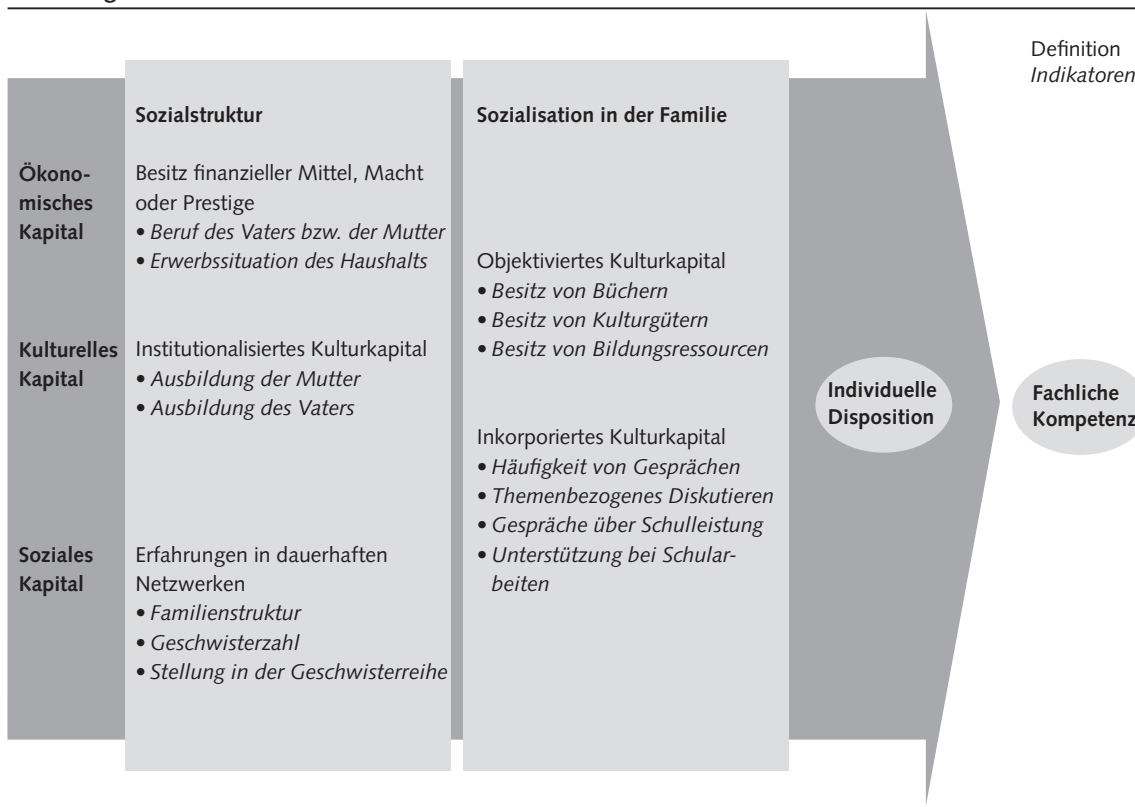 Definition
Indikatoren
Sozialstruktur
Sozialisation in der Familie
Ökono-
misches
Kapital
Besitz finanzieller Mittel, Macht
oder Prestige
• Beruf des Vaters bzw. der Mutter
• Erwerbssituation des Haushalts
Objektiviertes Kulturkapital
• Besitz von Büchern
• Besitz von Kulturgütern
• Besitz von Bildungsressourcen
Kulturelles
Kapital
Institutionalisiertes Kulturkapital
• Ausbildung der Mutter
• Ausbildung des Vaters
Inkorporiertes Kulturkapital
• Häufigkeit von Gesprächen
• Themenbezogenes Diskutieren
• Gespräche über Schulleistung
• Unterstützung bei Schular-
beiten
Soziales
Kapital
Erfahrungen in dauerhaften
Netzwerken
• Familienstruktur
• Geschwisterzahl
• Stellung in der Geschwisterreihe
Individuelle
Disposition
Fachliche
Kompetenz